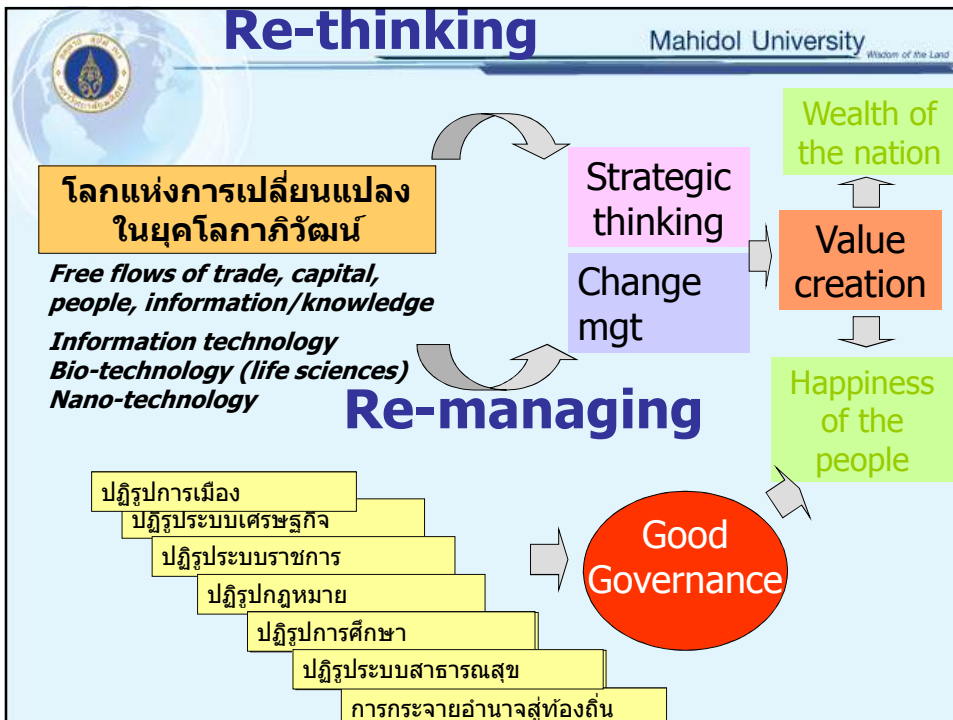 Re-thinking
Mahidol University
Wisdom of the Land
โลกแห่งการเปลี่ยนแปลง
ในยุคโลกาภิวัฒน์
Free flows of trade, capital,
people, information/knowledge
Information technology
Bio-technology (life sciences)
Nano-technology
Strategic
thinking
Change
mgt
Wealth of
the nation
Value
creation
Happiness
of the
people
Re-managing
ปฏิรูปการเมือง
ปฏิรูประบบเศรษฐกิจ
ปฏิรูประบบราชการ
ปฏิรูปกฎหมาย
ปฏิรูปการศึกษา
ปฏิรูประบบสาธารณสุข
การกระจายอำนาจสู่ท้องถิ่น
Good
Governance